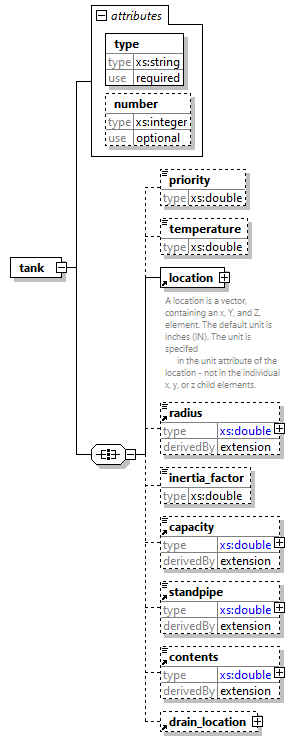 attributes
type
type xs:string
use required
number
type xs:integer
use optional
tank
priority
type xs:double
temperature
type xs:double
location
A location is a vector,
containing an x, Y, and Z,
element. The default unit is
inches (IN). The unit is
specifed
in the unit attribute of the
location - not in the individual
x, y, or z child elements.
radius
type xs:double
derivedBy extension
inertia_factor
type xs:double
capacity
type xs:double
derivedBy extension
standpipe
type xs:double
derivedBy extension
contents
type xs:double
derivedBy extension
drain_location